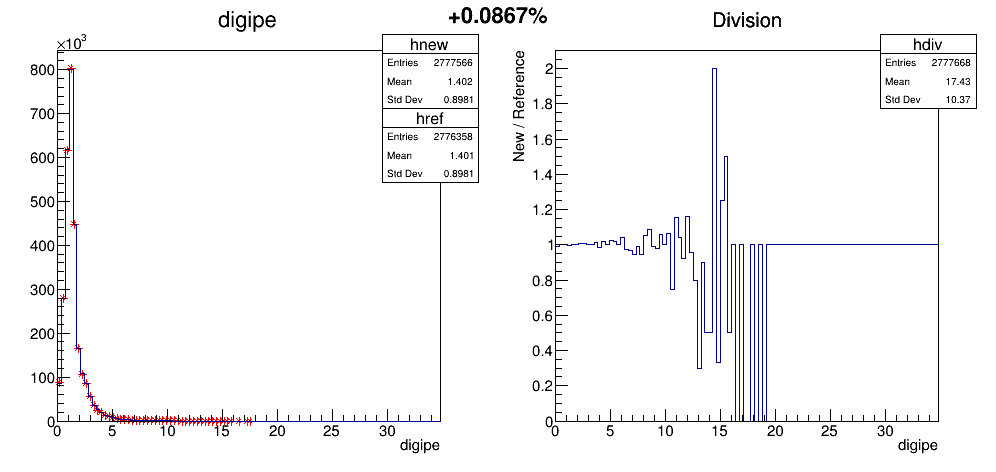 +0.0867%
digipe
×10³
800
700
600
500
400
300
200
100
0
0 5 10 15 20 25 30
digipe
hnew
Entries 2777566
Mean 1.402
Std Dev 0.8981
href
Entries 2776358
Mean 1.401
Std Dev 0.8981
Division
New / Reference
2
1.8
1.6
1.4
1.2
1
0.8
0.6
0.4
0.2
0
0 5 10 15 20 25 30
digipe
hdiv
Entries 2777668
Mean 17.43
Std Dev 10.37